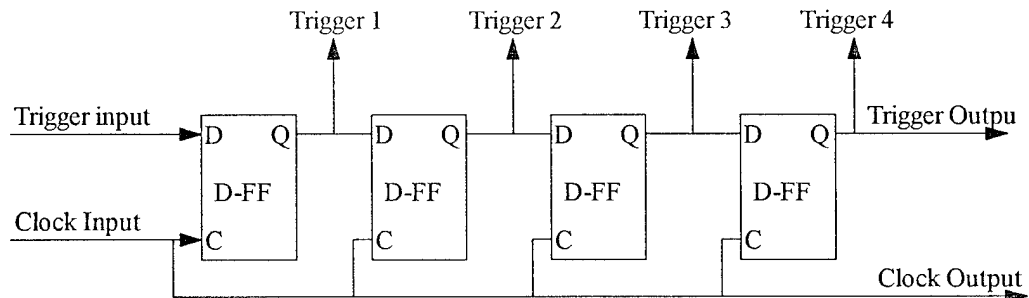 Trigger 1
Trigger 2
Trigger 3
Trigger 4
Trigger input
D Q
D Q
D Q
D Q
Trigger Outpu
D-FF
D-FF
D-FF
D-FF
Clock Input
C
C
C
C
Clock Output